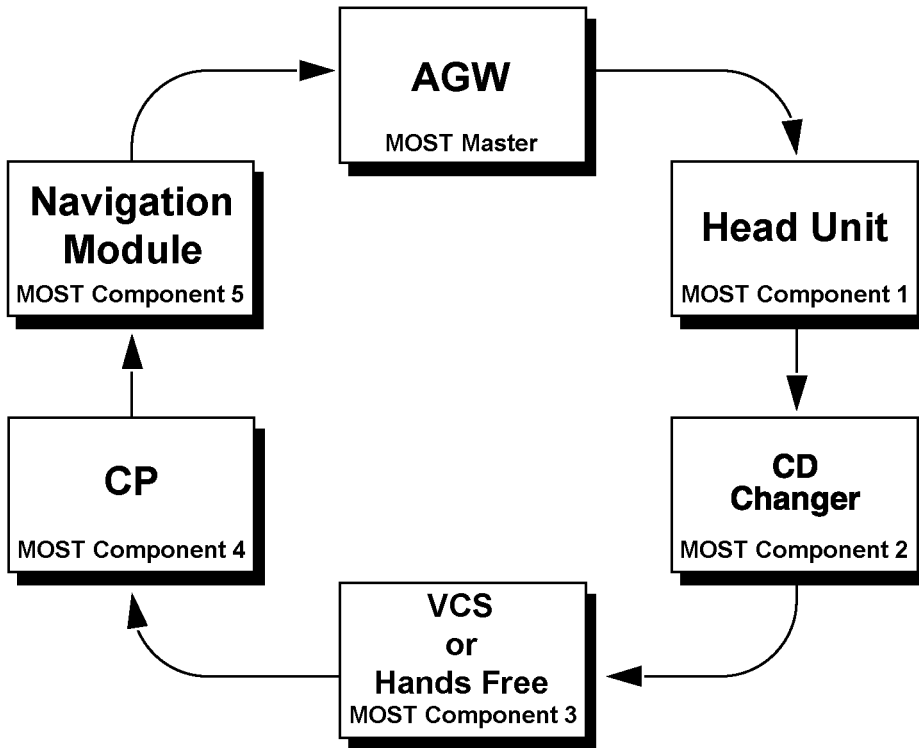 AGW
MOST Master
Head Unit
MOST Component 1
CD
Changer
MOST Component 2
VCS
or
Hands Free
MOST Component 3
CP
MOST Component 4
Navigation
Module
MOST Component 5